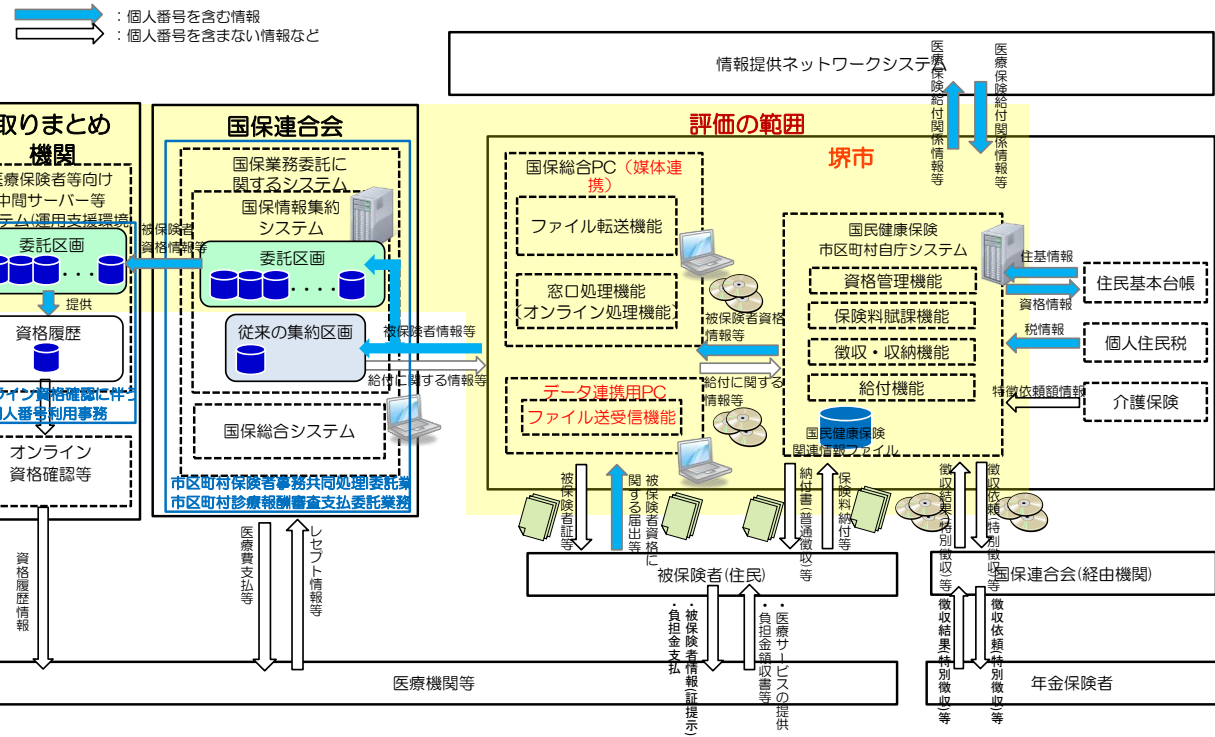 ：個人番号を含む情報
：個人番号を含まない情報など
情報提供ネットワークシステム
医療保険給付関係情報等
医療保険給付関係情報等
取りまとめ
機関
医療保険者等向け
中間サーバー等
テム(運用支援環境
委託区画
提供
資格履歴
ライン資格確認に伴う
個人番号利用事務
オンライン
資格確認等
資格履歴情報
国保連合会
国保業務委託に
関するシステム
国保情報集約
システム
委託区画
従来の集約区画
国保総合システム
市区町村保険者事務共同処理委託業
市区町村診療報酬審査支払委託業務
被保険者
資格情報等
被保険者情報等
給付に関する情報等
医療費支払等
レセプト情報等
評価の範囲
堺市
国保総合PC（媒体連
携）
ファイル転送機能
窓口処理機能
(オンライン処理機能)
データ連携用PC
ファイル送受信機能
被保険者資格
情報等
給付に関する
情報等
国民健康保険
市区町村自庁システム
資格管理機能
保険料賦課機能
徴収・収納機能
給付機能
国民健康保険
関連情報ファイル
住基情報
資格情報
税情報
特徴依頼額情報
住民基本台帳
個人住民税
介護保険
被保険者証等
被保険者資格に
関する届出等
納付書(普通徴収)等
保険料納付等
徴収結果(特別徴収)等
徴収依頼(特別徴収)等
被保険者(住民)
国保連合会(経由機関)
・被保険者情報(証提示)
・負担金支払
・医療サービスの提供
・負担金領収書等
徴収結果(特別徴収)等
徴収依頼(特別徴収)等
医療機関等
年金保険者